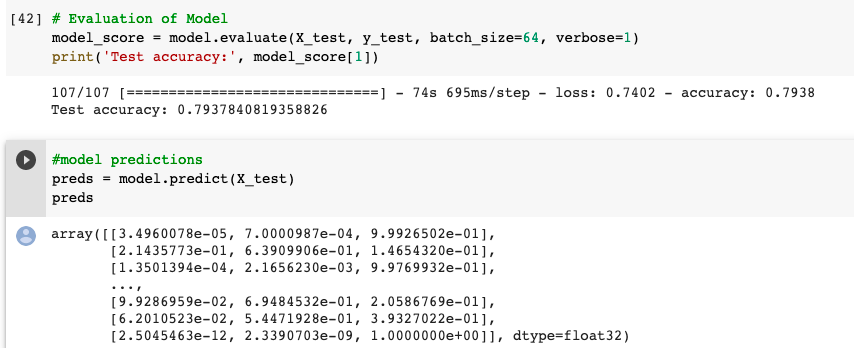 [42] # Evaluation of Model
model_score = model.evaluate(X_test, y_test, batch_size=64, verbose=1)
print('Test accuracy:', model_score[1])
107/107 [==============================] - 74s 695ms/step - loss: 0.7402 - accuracy: 0.7938
Test accuracy: 0.7937840819358826
#model predictions
preds = model.predict(X_test)
preds
array([[3.4960078e-05, 7.0000987e-04, 9.9926502e-01],
[2.1435773e-01, 6.3909906e-01, 1.4654320e-01],
[1.3501394e-04, 2.1656230e-03, 9.9769932e-01],
...,
[9.9286959e-02, 6.9484532e-01, 2.0586769e-01],
[6.2010523e-02, 5.4471928e-01, 3.9327022e-01],
[2.5045463e-12, 2.3390703e-09, 1.0000000e+00]], dtype=float32)